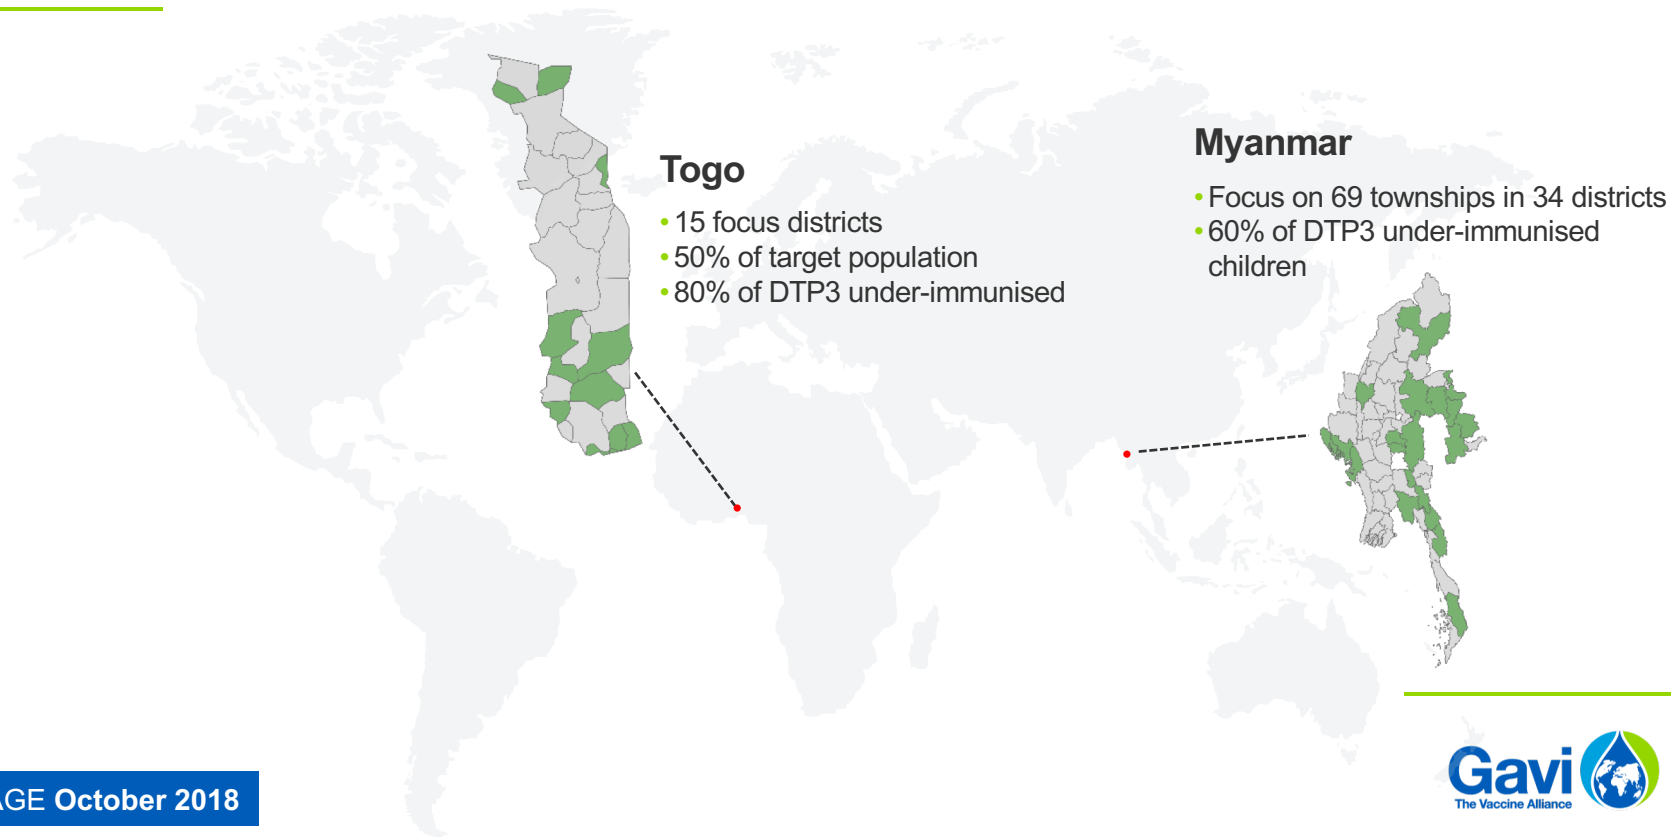 Togo
• 15 focus districts
• 50% of target population
• 80% of DTP3 under-immunised
Myanmar
• Focus on 69 townships in 34 districts
• 60% of DTP3 under-immunised
children
AGE October 2018
Gavi
The Vaccine Alliance